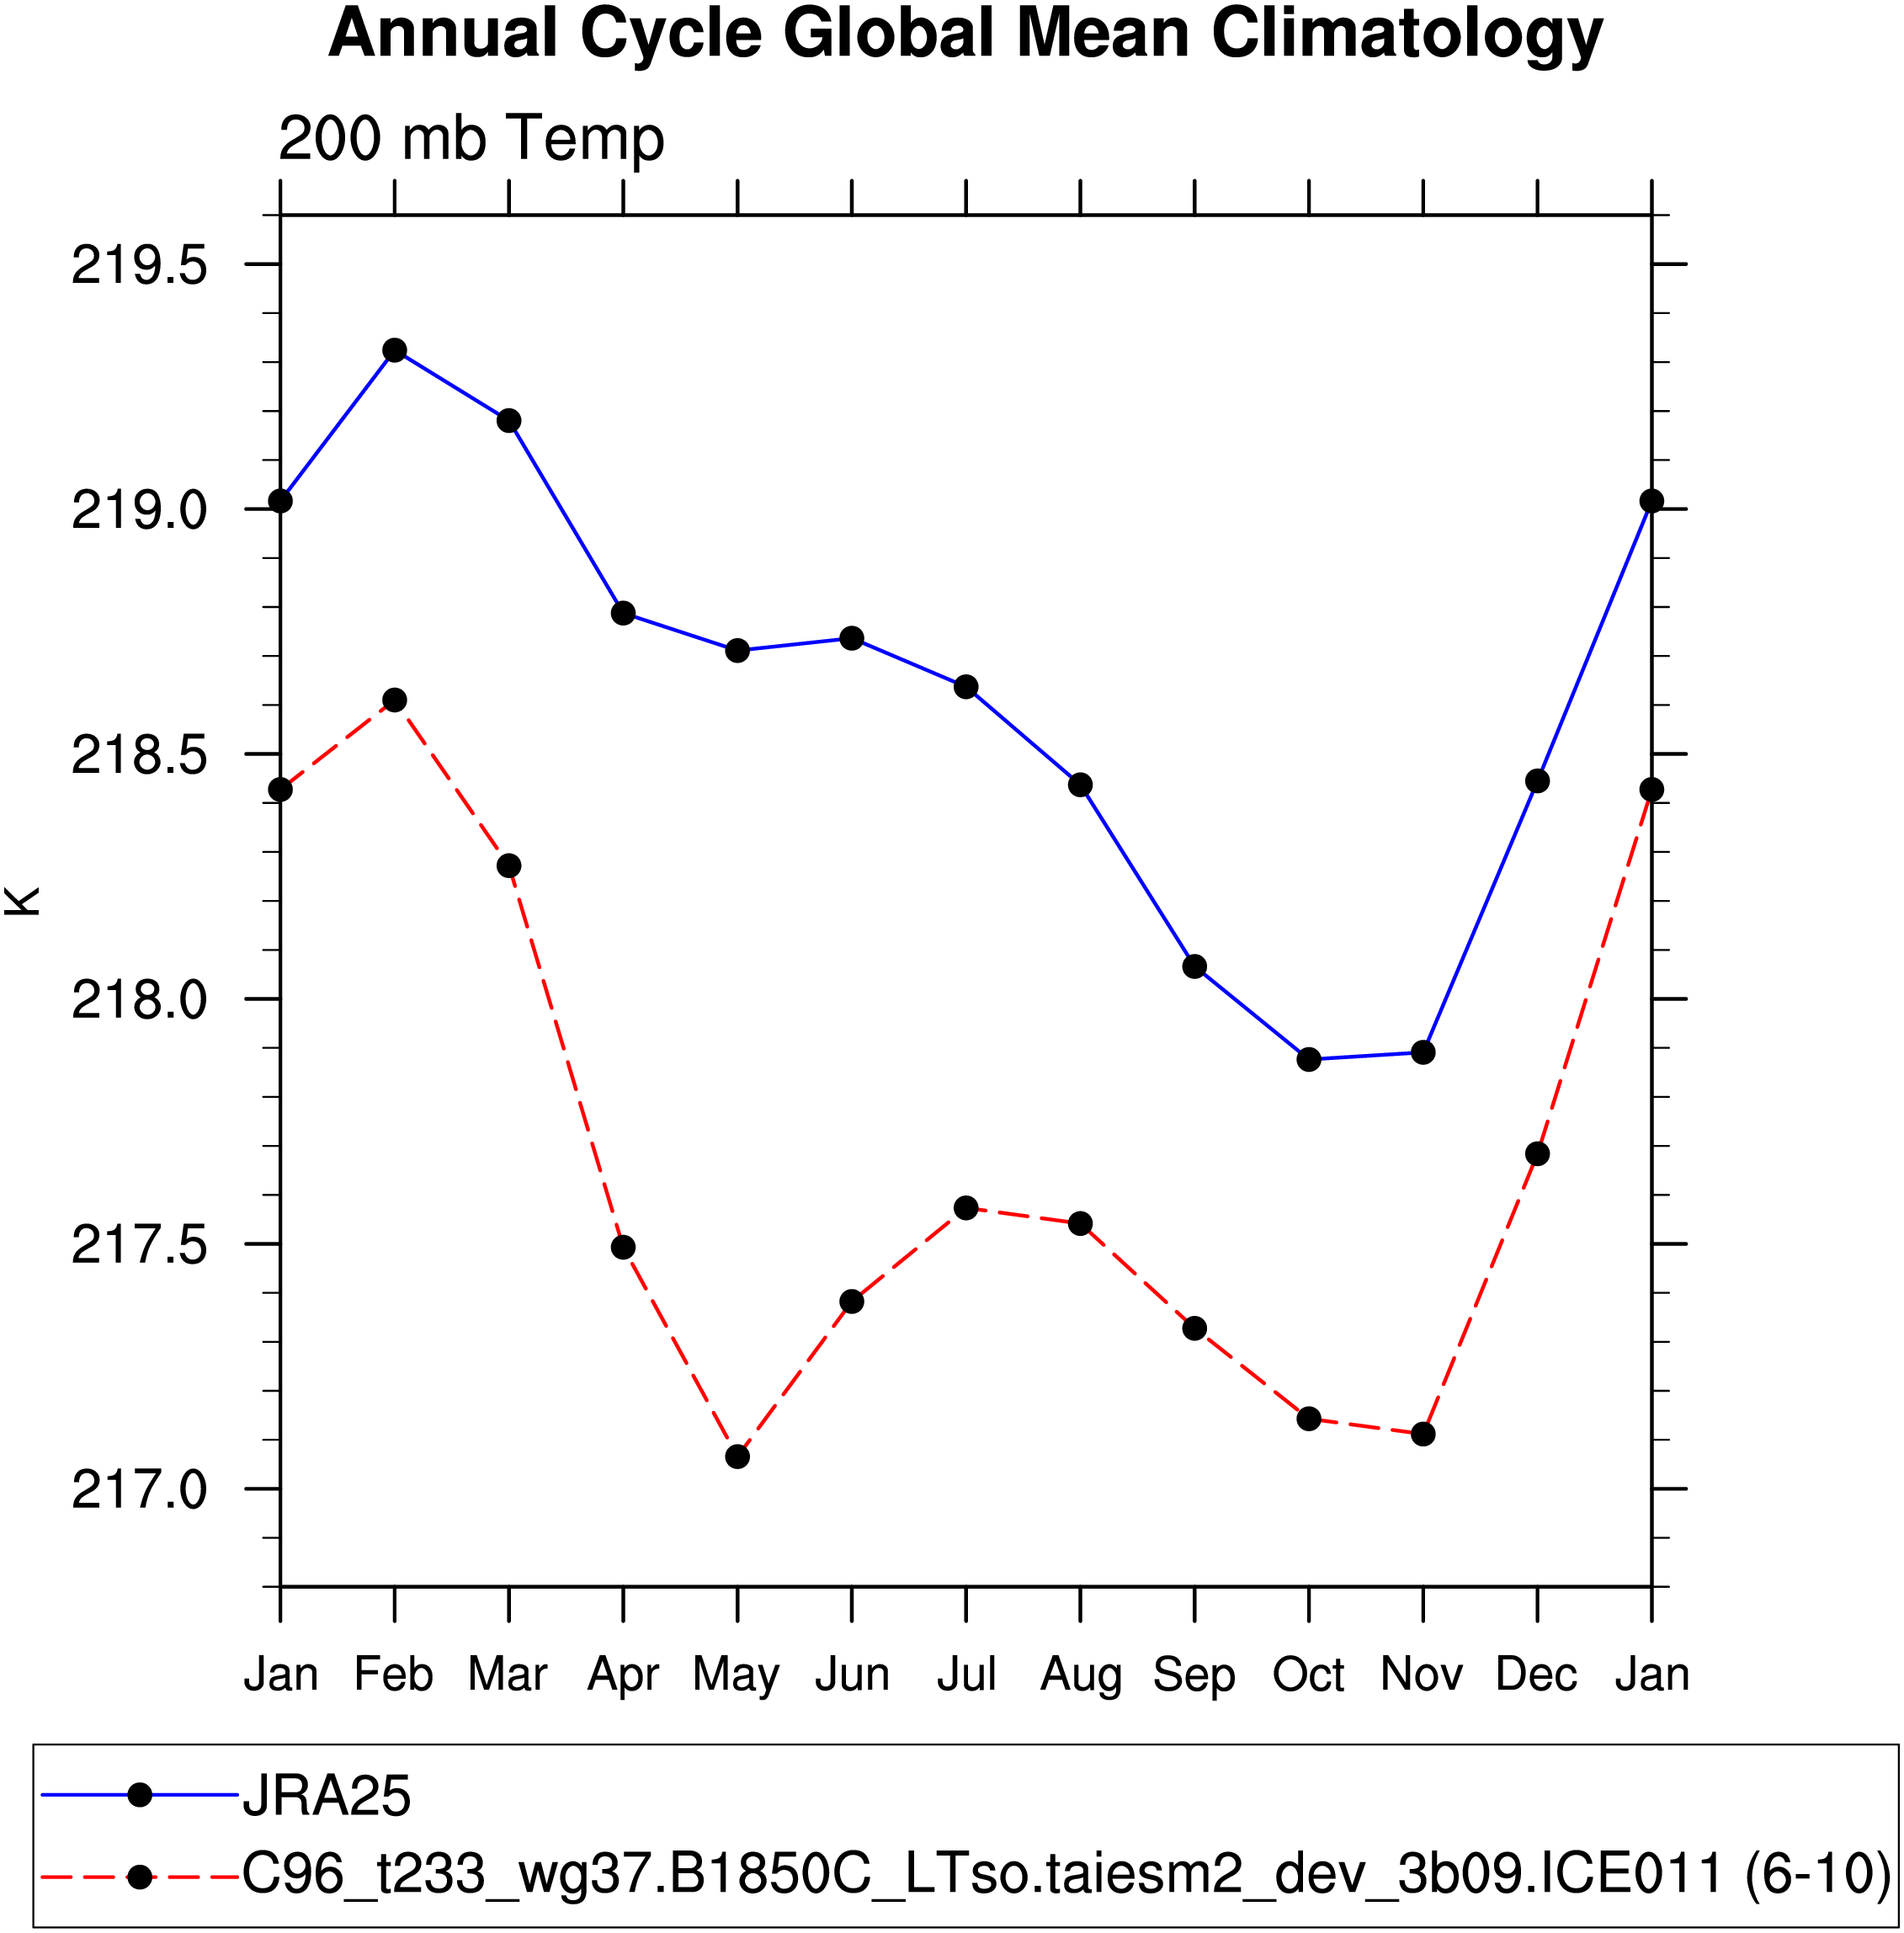 Annual Cycle Global Mean Climatology
200 mb Temp
219.5
219.0
218.5
218.0
217.5
217.0
K
Jan Feb Mar Apr May Jun Jul Aug Sep Oct Nov Dec Jan
JRA25
C96_t233_wg37.B1850C_LTso.taiesm2_dev_3b09.ICE011 (6-10)